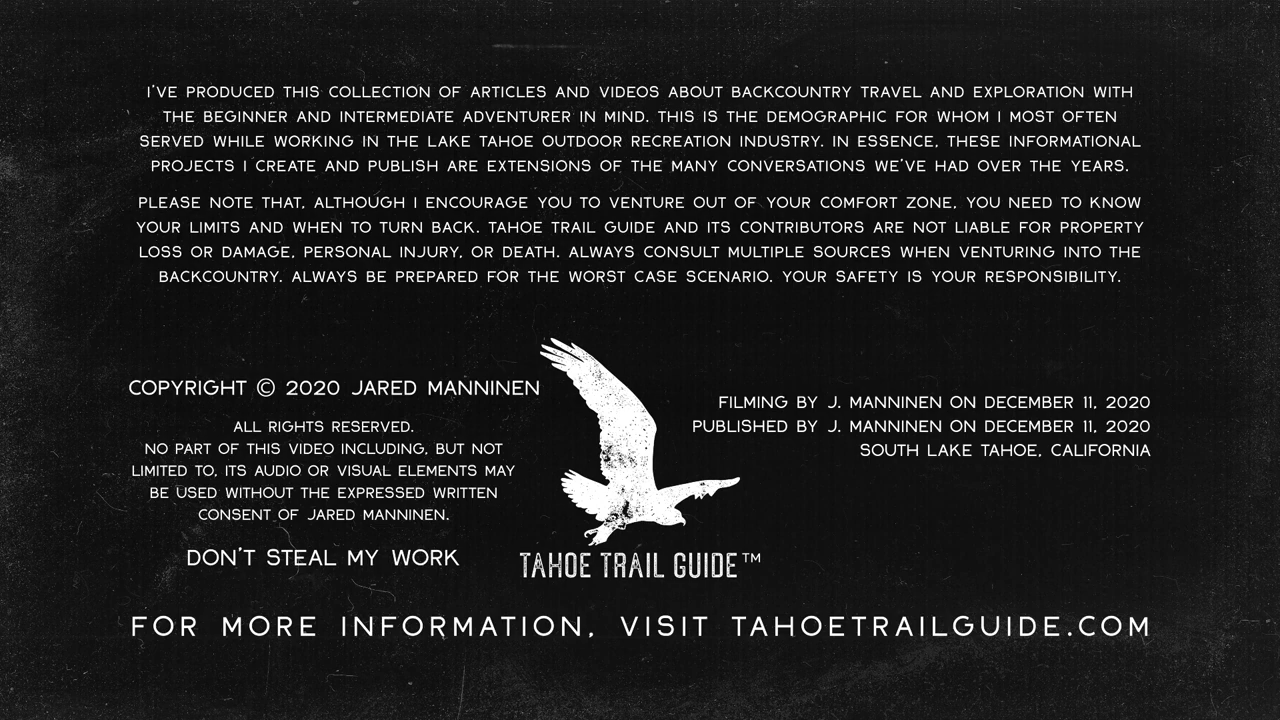 I'VE PRODUCED THIS COLLECTION OF ARTICLES AND VIDEOS ABOUT BACKCOUNTRY TRAVEL AND EXPLORATION WITH
THE BEGINNER AND INTERMEDIATE ADVENTURER IN MIND. THIS IS THE DEMOGRAPHIC FOR WHOM I MOST OFTEN
SERVED WHILE WORKING IN THE LAKE TAHOE OUTDOOR RECREATION INDUSTRY. IN ESSENCE, THESE INFORMATIONAL
PROJECTS I CREATE AND PUBLISH ARE EXTENSIONS OF THE MANY CONVERSATIONS WE'VE HAD OVER THE YEARS.
PLEASE NOTE THAT, ALTHOUGH I ENCOURAGE YOU TO VENTURE OUT OF YOUR COMFORT ZONE, YOU NEED TO KNOW
YOUR LIMITS AND WHEN TO TURN BACK. TAHOE TRAIL GUIDE AND ITS CONTRIBUTORS ARE NOT LIABLE FOR PROPERTY
LOSS OR DAMAGE, PERSONAL INJURY, OR DEATH. ALWAYS CONSULT MULTIPLE SOURCES WHEN VENTURING INTO THE
BACKCOUNTRY. ALWAYS BE PREPARED FOR THE WORST CASE SCENARIO. YOUR SAFETY IS YOUR RESPONSIBILITY.
COPYRIGHT © 2020 JARED MANNINEN
ALL RIGHTS RESERVED.
NO PART OF THIS VIDEO INCLUDING, BUT NOT
LIMITED TO, ITS AUDIO OR VISUAL ELEMENTS MAY
BE USED WITHOUT THE EXPRESSED WRITTEN
CONSENT OF JARED MANNINEN.
DON'T STEAL MY WORK
TAHOE TRAIL GUIDE™
FILMING BY J. MANNINEN ON DECEMBER 11, 2020
PUBLISHED BY J. MANNINEN ON DECEMBER 11, 2020
SOUTH LAKE TAHOE, CALIFORNIA
FOR MORE INFORMATION, VISIT TAHOETRAILGUIDE.COM